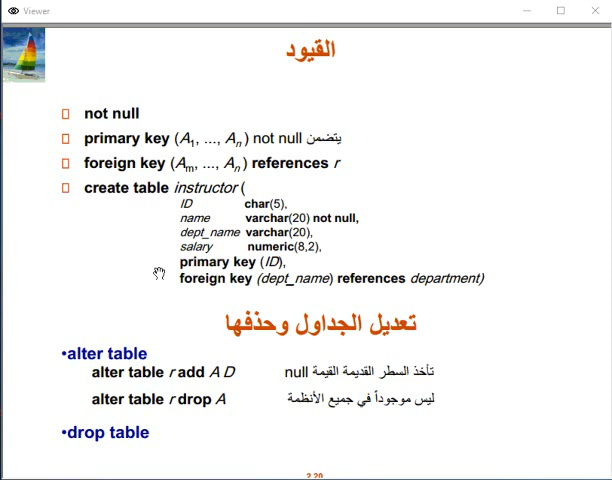 Viewer
القيود
not null
primary key (A1, ..., An) not null يتضمن
foreign key (Am, ..., An) references r
create table instructor (
ID char(5),
name varchar(20) not null,
dept_name varchar(20),
salary numeric(8,2),
primary key (ID),
foreign key (dept_name) references department)
تعديل الجداول وحذفها
•alter table
alter table r add A D تأخذ السطر القديمة القيمة null
alter table r drop A ليس موجوداً في جميع الأنظمة
•drop table
2.20